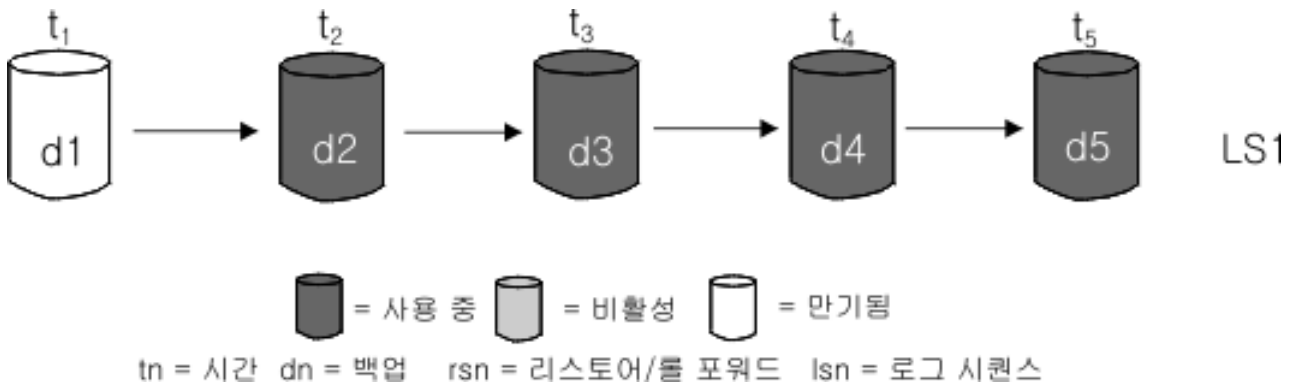 t₁ t₂ t₃ t₄ t₅
d1 d2 d3 d4 d5 LS1
= 사용 중 = 비활성 = 만기됨
tn = 시간 dn = 백업 rsn = 리스토어/롤 포워드 lsn = 로그 시퀀스